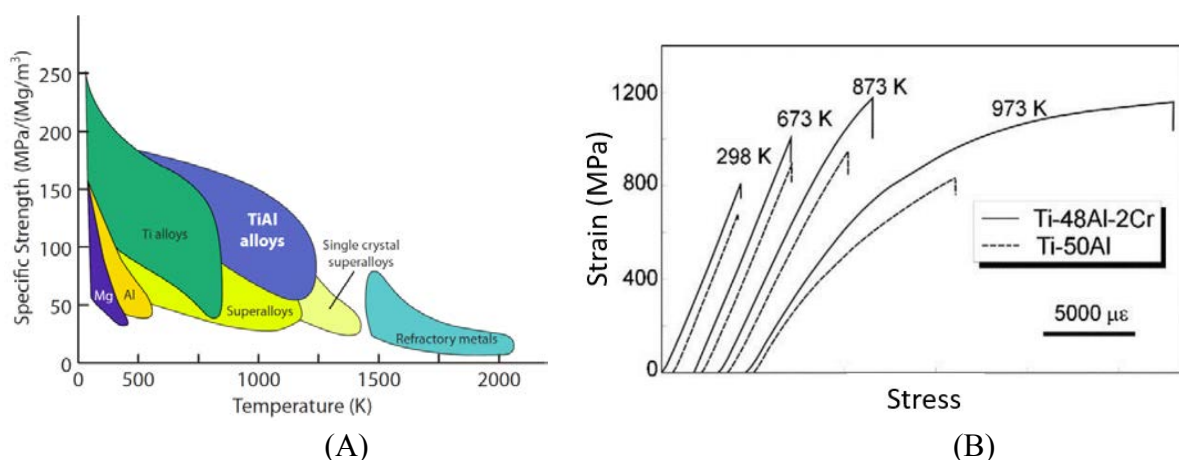 Specific Strength (MPa/(Mg/m³)
250
200
150
100
50
0
Mg
Al
Ti alloys
TiAl
alloys
Superalloys
Single crystal
superalloys
Refractory metals
0
500
1000
1500
2000
Temperature (K)
(A)
Strain (MPa)
1200
800
400
0
298 K
673 K
873 K
973 K
Ti-48Al-2Cr
Ti-50Al
5000 με
Stress
(B)